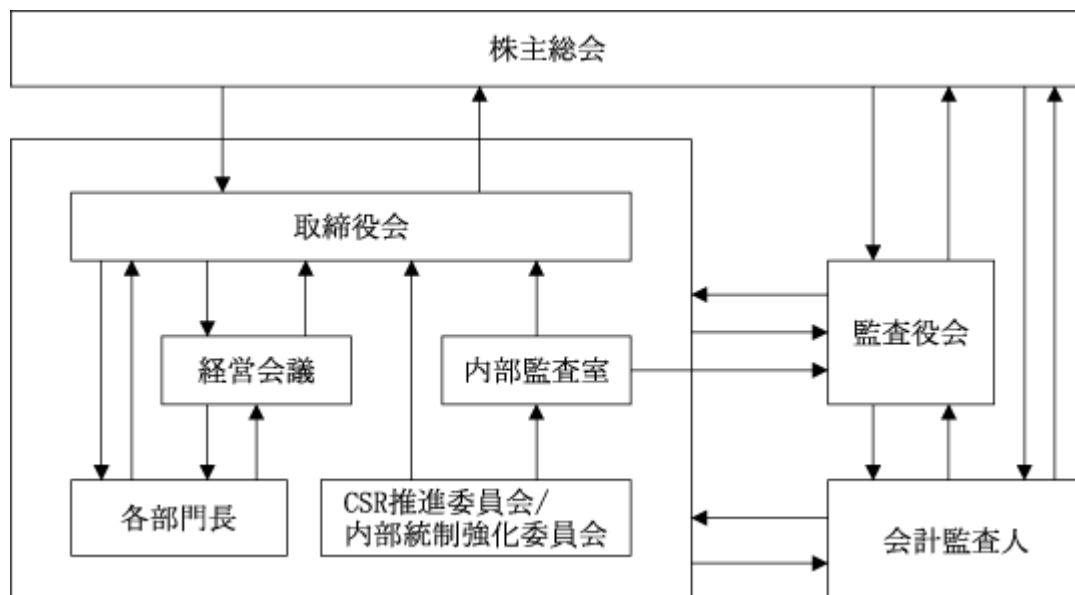 株主総会
取締役会
監査役会
経営会議
内部監査室
各部門長
CSR推進委員会/
内部統制強化委員会
会計監査人